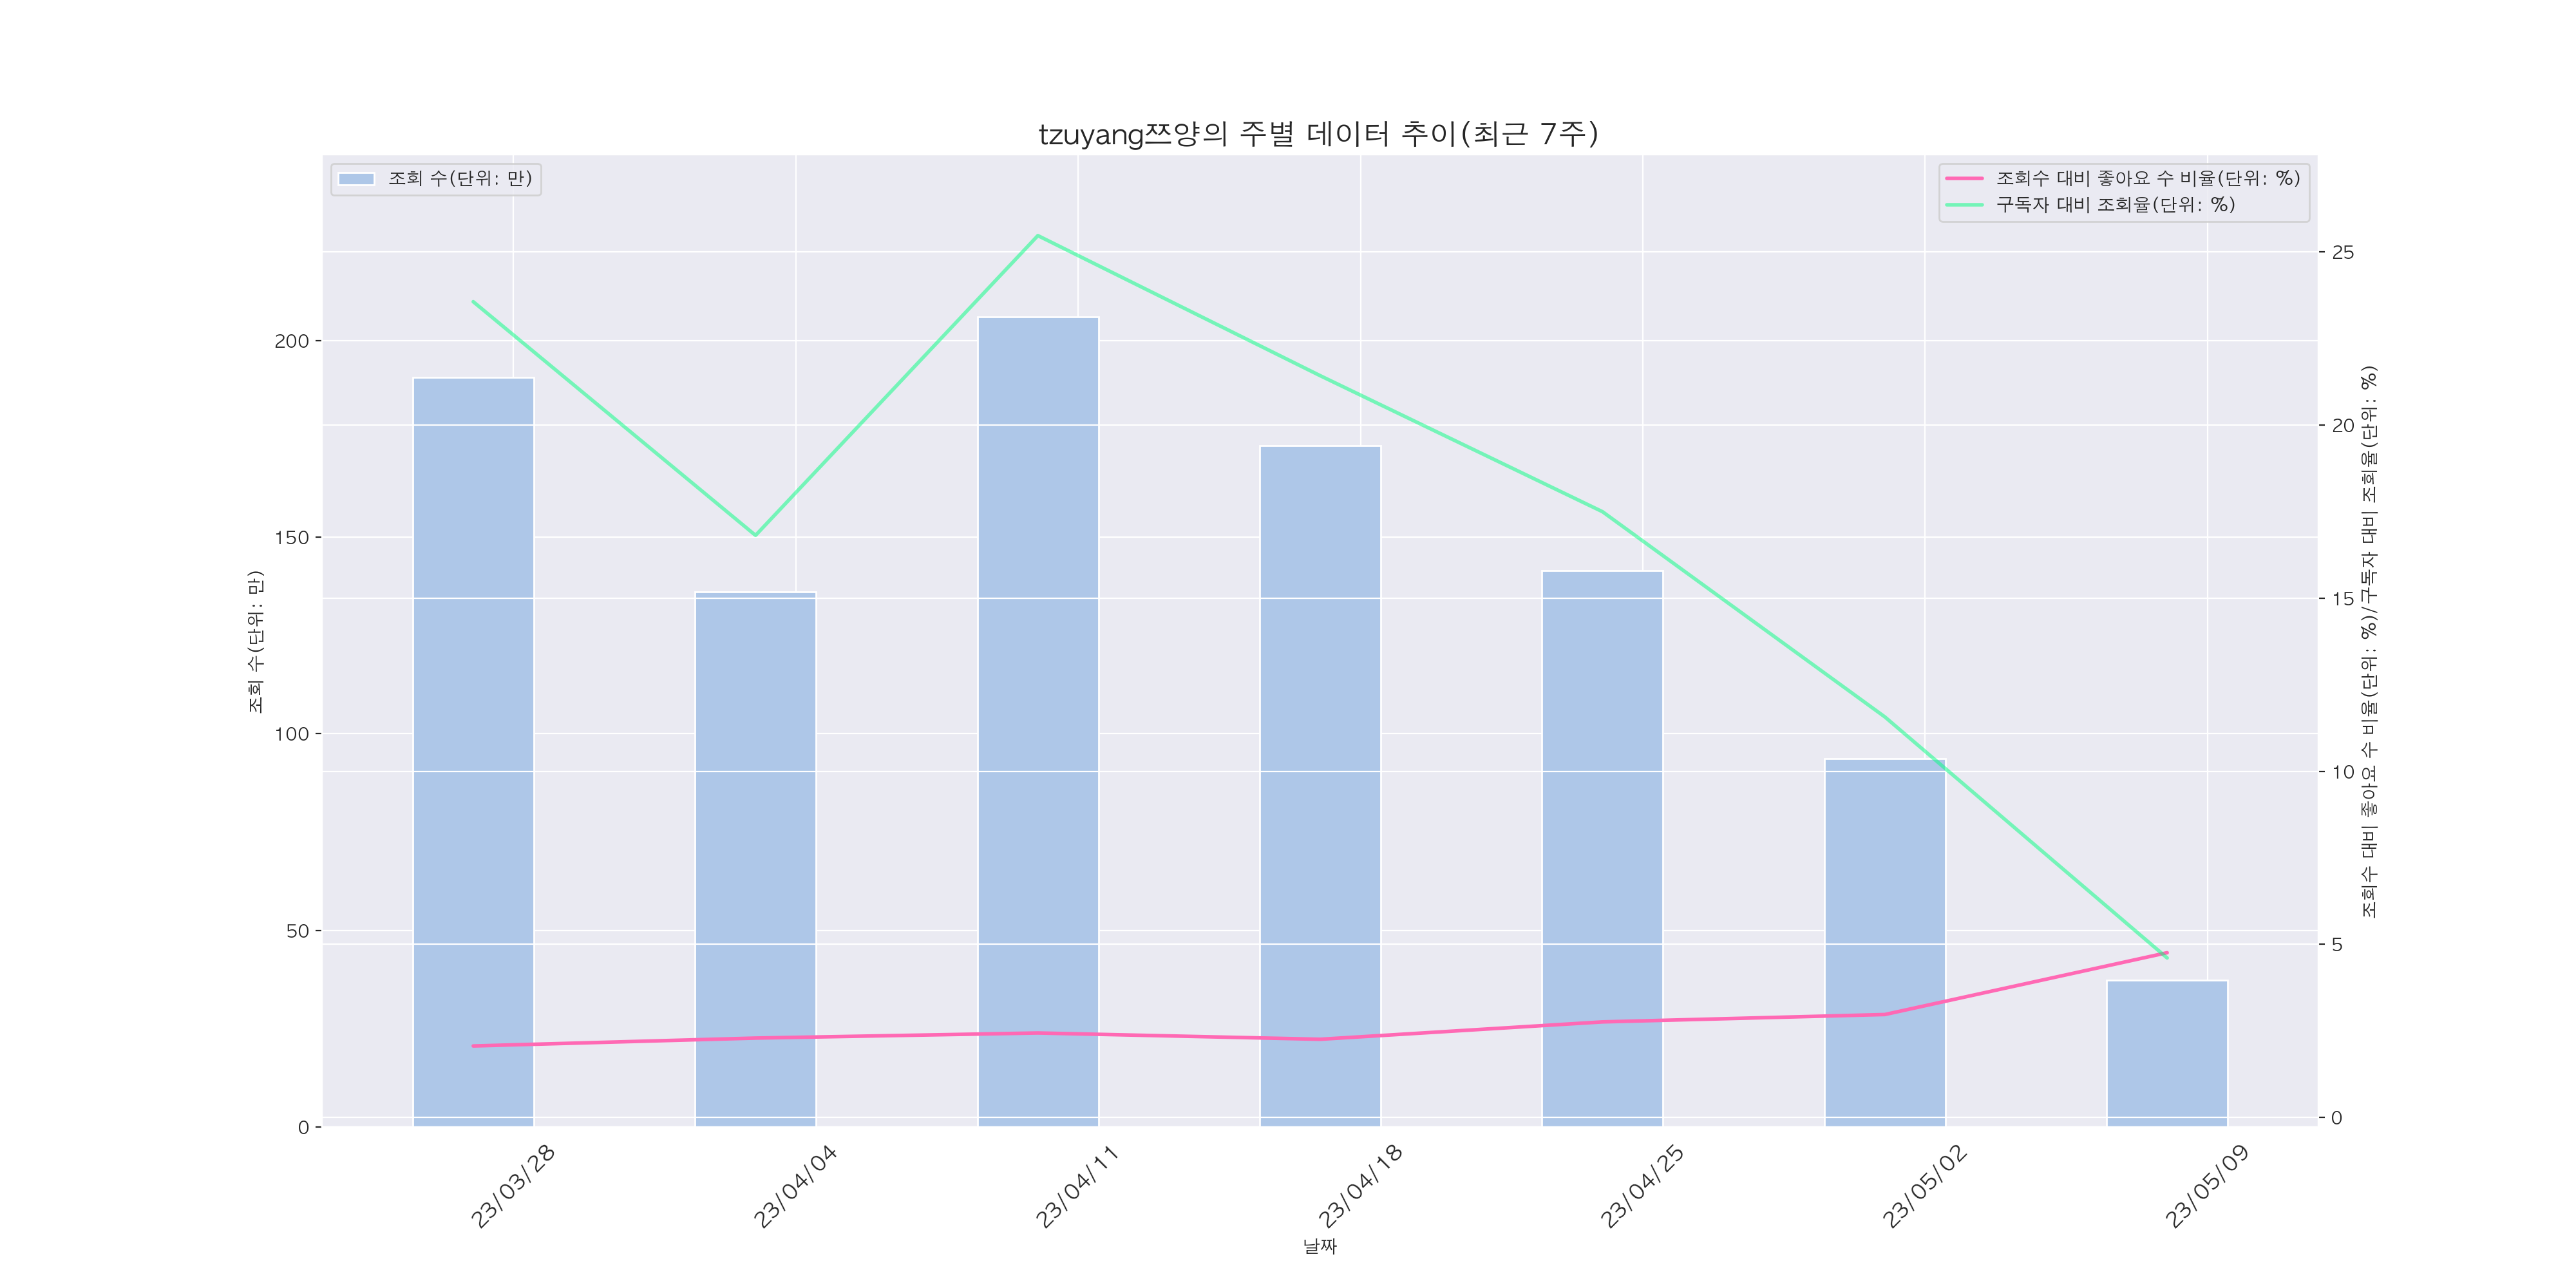 tzuyang쯔양의 주별 데이터 추이(최근 7주)
조회 수(단위: 만)
조회수 대비 좋아요 수 비율(단위: %)
구독자 대비 조회율(단위: %)
조회 수(단위: 만)
200
150
100
50
0
25
20
15
10
5
0
조회수 대비 좋아요 수 비율(단위: %)/구독자 대비 조회율(단위: %)
23/03/28
23/04/04
23/04/11
23/04/18
23/04/25
23/05/02
23/05/09
날짜